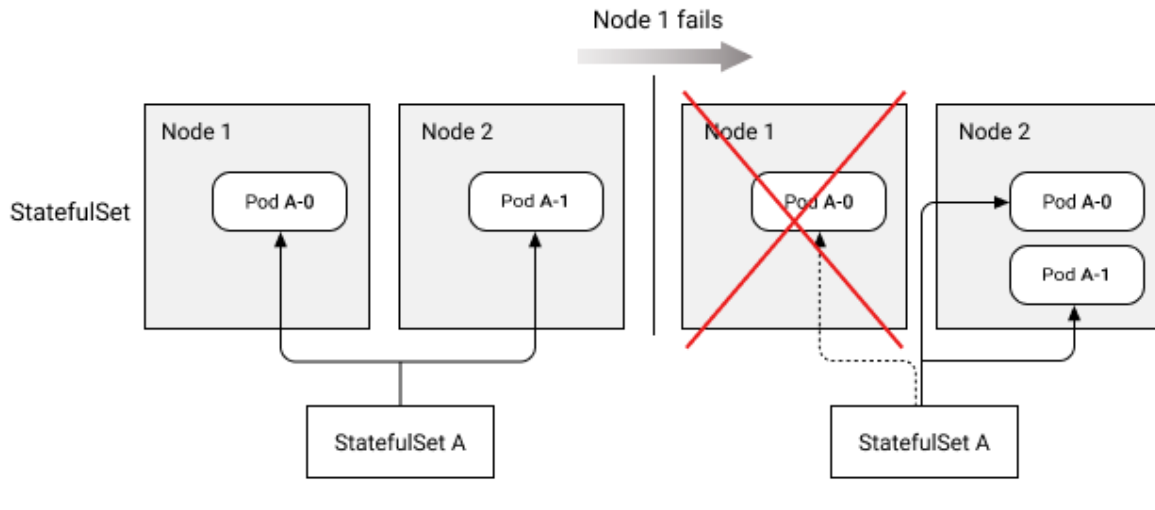 Node 1 fails
Node 1
Node 2
Node 1
Node 2
StatefulSet
Pod A-0
Pod A-1
Pod A-0
Pod A-0
Pod A-1
StatefulSet A
StatefulSet A